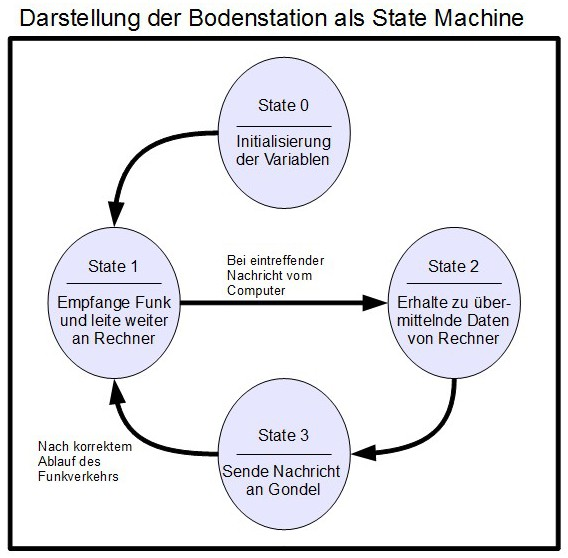 Darstellung der Bodenstation als State Machine
State 0
Initialisierung
der Variablen
State 1
Empfange Funk
und leite weiter
an Rechner
Bei eintreffender
Nachricht vom
Computer
State 2
Erhalte zu über-
mittelnde Daten
von Rechner
State 3
Sende Nachricht
an Gondel
Nach korrektem
Ablauf des
Funkverkehrs